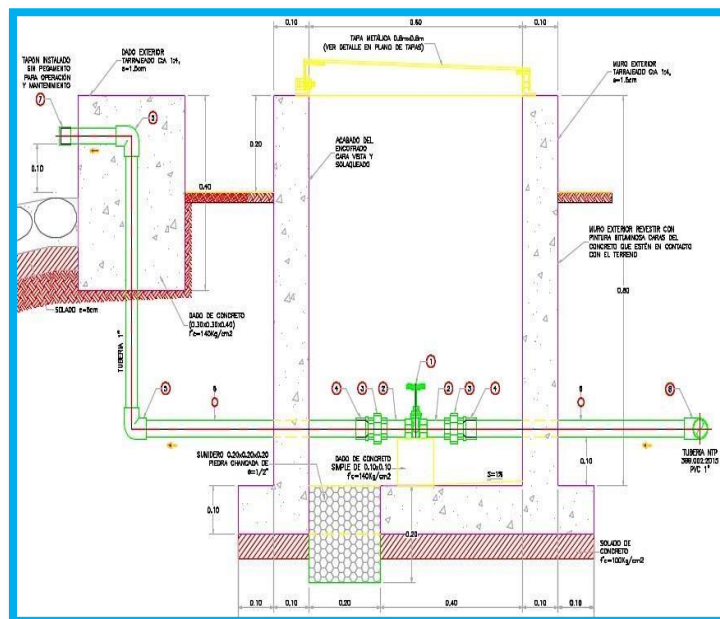 0.10
0.60
0.10
TAPON INSTALADO
SIN PEGAMENTO
PARA OPERACIÓN
Y MANTENIMIENTO
7
DADO EXTERIOR
TARRAJEADO C:A 1:4,
e=1.5cm
TAPA METÁLICA 0.6mx0.6m
(VER DETALLE EN PLANO DE TAPAS)
MURO EXTERIOR
TARRAJEADO C:A 1:4,
e=1.5cm
0.10
0.20
0.40
ACABADO DEL
ENCOFRADO
CARA VISTA Y
SOLAQUEADO
MURO EXTERIOR REVESTIR CON
PINTURA BITUMINOSA CARAS DEL
CONCRETO QUE ESTÉN EN CONTACTO
CON EL TERRENO
0.80
SOLADO e=5cm
DADO DE CONCRETO
(0.30x0.30x0.40)
f'c=140Kg/cm2
TUBERIA 1"
1
5
4
3
2
2
3
4
8
SUMIDERO 0.20x0.20x0.20
PIEDRA CHANCADA DE
DADO DE CONCRETO
SIMPLE DE 0.10x0.10
f'c=140Kg/cm2
S=1%
0.10
TUBERIA NTP
399.002:2015
PVC 1"
0.10
0.20
SOLADO DE
CONCRETO
f'c=100Kg/cm2
0.10
0.10
0.20
0.40
0.10
0.10